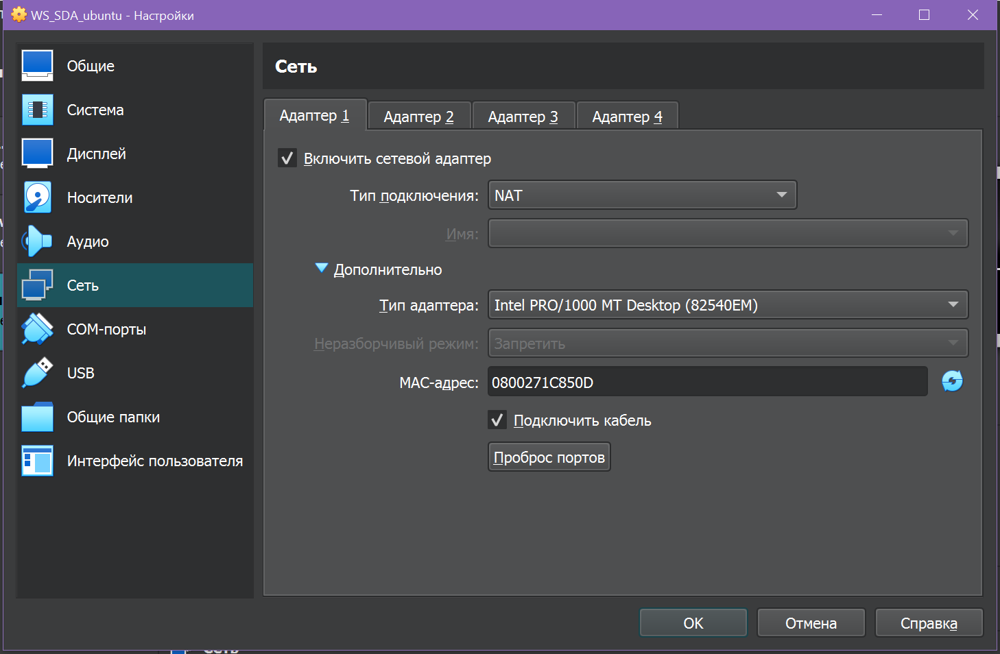 WS_SDA_ubuntu - Настройки
Общие
Система
Дисплей
Носители
Аудио
Сеть
COM-порты
USB
Общие папки
Интерфейс пользователя
Сеть
Адаптер 1 Адаптер 2 Адаптер 3 Адаптер 4
Включить сетевой адаптер
Тип подключения: NAT
Имя:
Дополнительно
Тип адаптера: Intel PRO/1000 MT Desktop (82540EM)
Неразборчивый режим: Запретить
MAC-адрес: 0800271C850D
Подключить кабель
Проброс портов
OK Отмена Справка